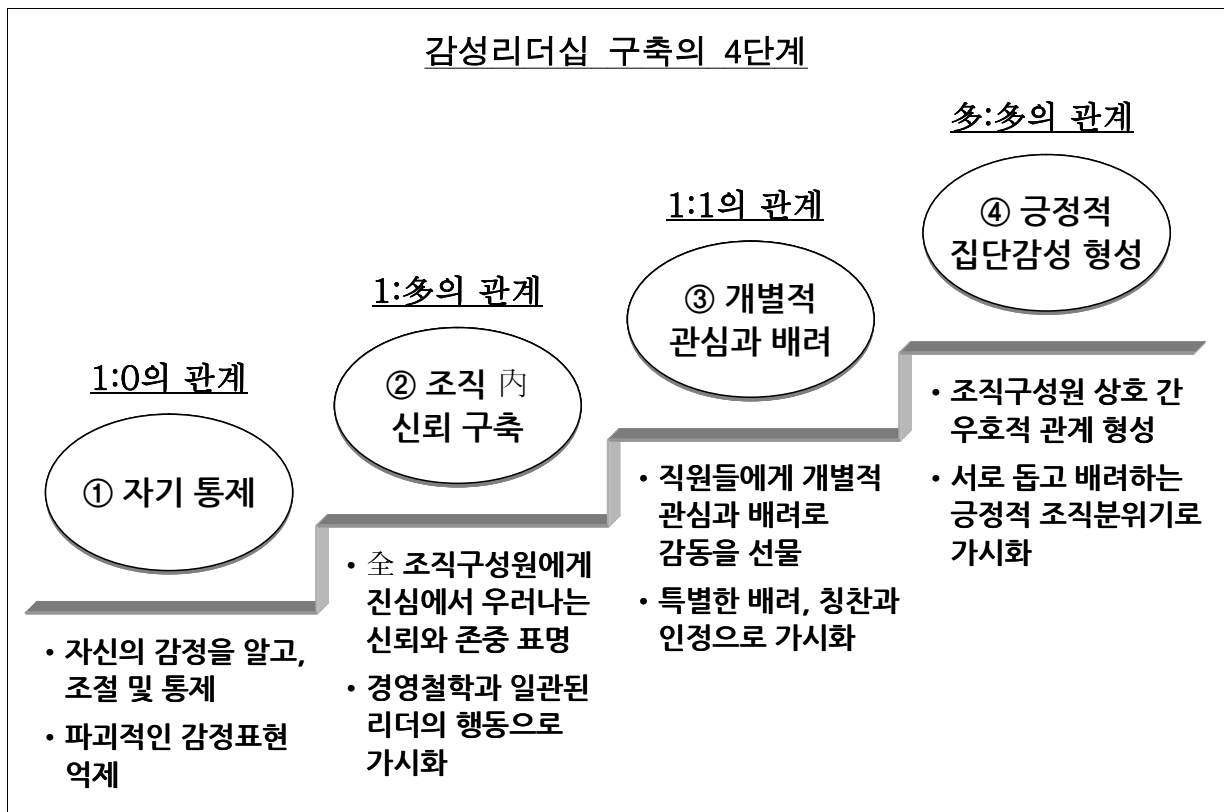 감성리더십 구축의 4단계
1:0의 관계
① 자기 통제
• 자신의 감정을 알고,
조절 및 통제
• 파괴적인 감정표현
억제
1:多의 관계
② 조직 內
신뢰 구축
• 全 조직구성원에게
진심에서 우러나는
신뢰와 존중 표명
• 경영철학과 일관된
리더의 행동으로
가시화
1:1의 관계
③ 개별적
관심과 배려
• 직원들에게 개별적
관심과 배려로
감동을 선물
• 특별한 배려, 칭찬과
인정으로 가시화
多:多의 관계
④ 긍정적
집단감성 형성
• 조직구성원 상호 간
우호적 관계 형성
• 서로 돕고 배려하는
긍정적 조직분위기로
가시화